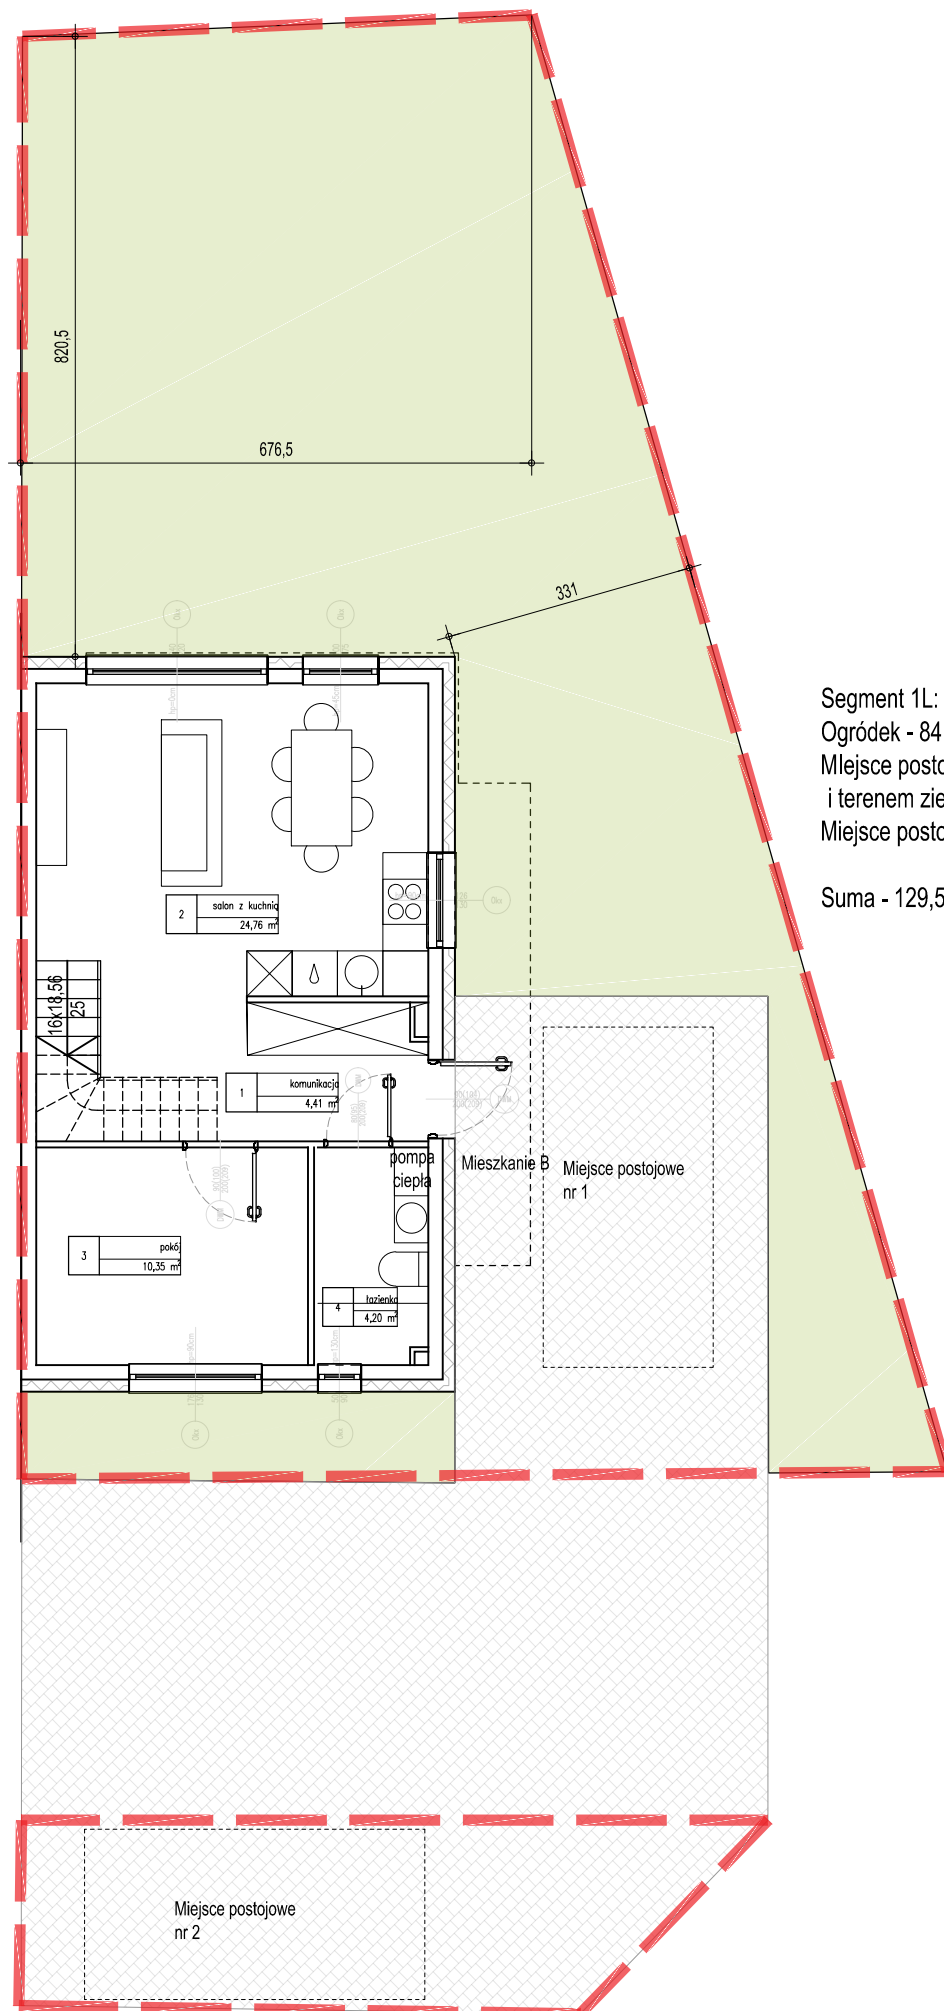 820,5
676,5
331
Segment 1L:
Ogródek - 84
MIejsce posto
i terenem zie
Miejsce posto
Suma - 129,5
2
salon z kuchnią
24,76 m²
16x18,56
25
1
komunikacja
4,41 m²
pompa
ciepła
Mieszkanie B
Miejsce postojowe
nr 1
3
pokój
10,35 m²
4
łazienka
4,20 m²
Miejsce postojowe
nr 2